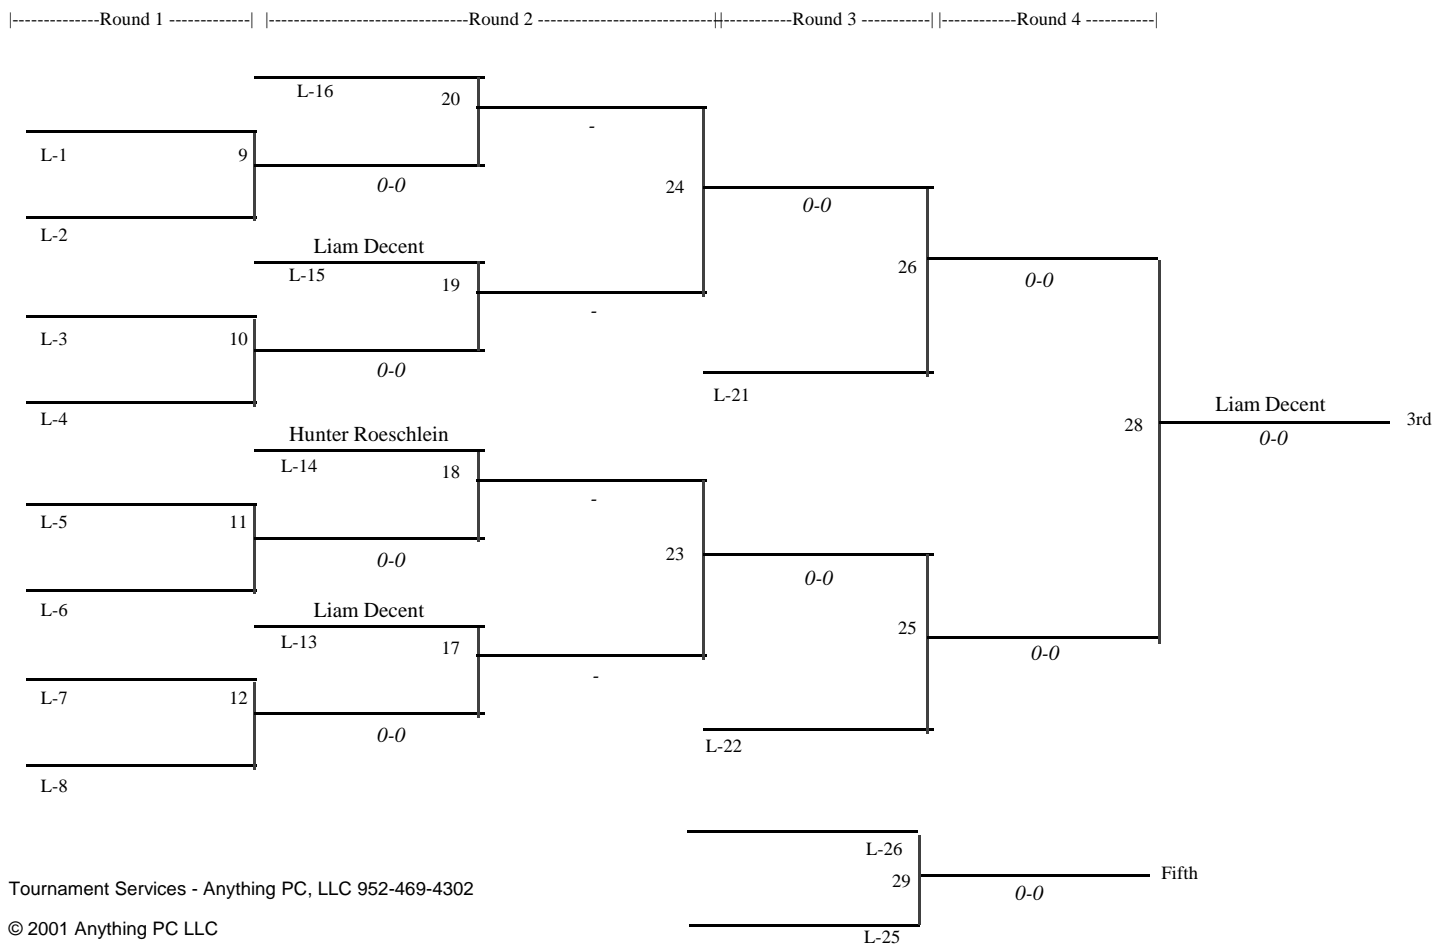 |--------------Round 1 -------------| |--------------------------------Round 2 -----------------------------||------------Round 3 -----------| |------------Round 4 -----------|
L-16
20
-
L-1
9
0-0
24
0-0
L-2
Liam Decent
L-15
19
26
0-0
-
L-3
10
0-0
L-21
L-4
Liam Decent
3rd
28
0-0
Hunter Roeschlein
L-14
18
-
L-5
11
0-0
23
0-0
L-6
Liam Decent
L-13
17
25
0-0
-
L-7
12
0-0
L-22
L-8
L-26
29
Fifth
0-0
L-25
Tournament Services - Anything PC, LLC 952-469-4302
© 2001 Anything PC LLC